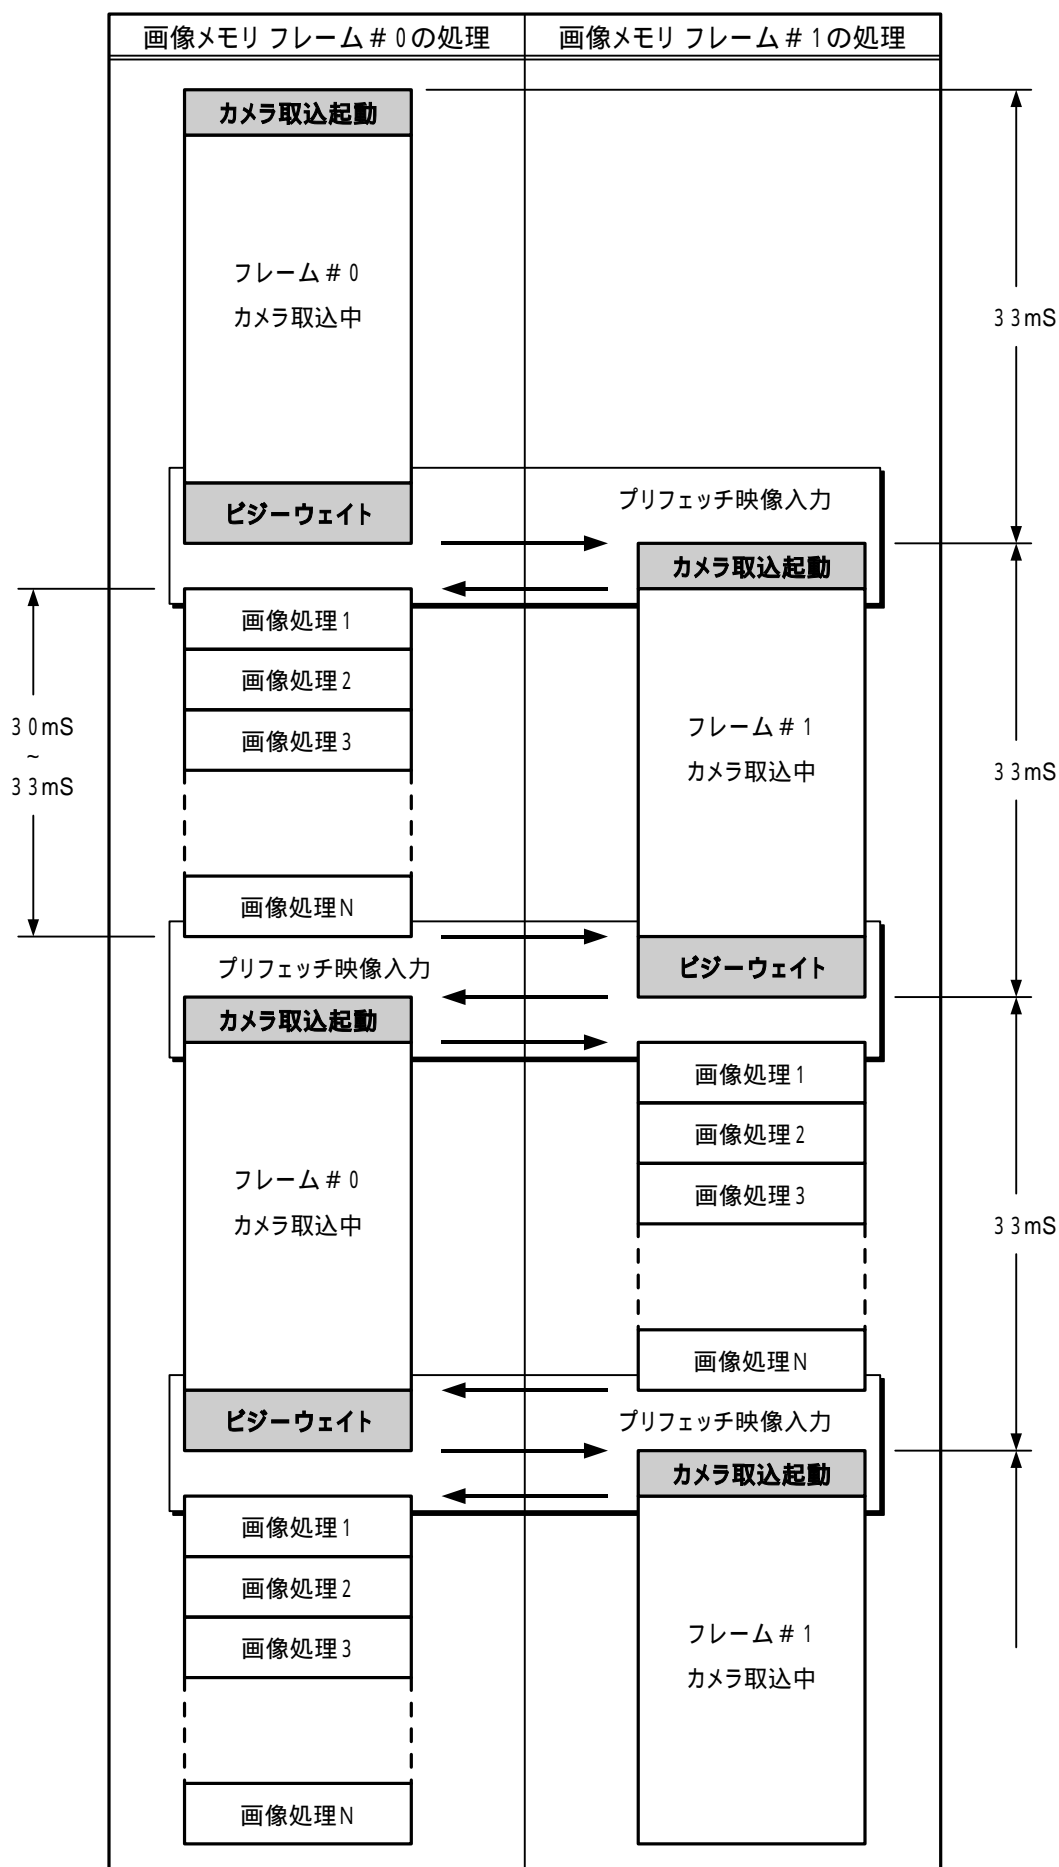 画像メモリ フレーム＃０の処理
画像メモリ フレーム＃１の処理
カメラ取込起動
フレーム＃０
カメラ取込中
３３mS
ビジーウェイト
プリフェッチ映像入力
カメラ取込起動
画像処理１
画像処理２
画像処理３
３０mS
～
３３mS
フレーム＃１
カメラ取込中
３３mS
画像処理Ｎ
プリフェッチ映像入力
ビジーウェイト
カメラ取込起動
画像処理１
画像処理２
画像処理３
フレーム＃０
カメラ取込中
３３mS
画像処理Ｎ
ビジーウェイト
プリフェッチ映像入力
カメラ取込起動
画像処理１
画像処理２
画像処理３
フレーム＃１
カメラ取込中
画像処理Ｎ